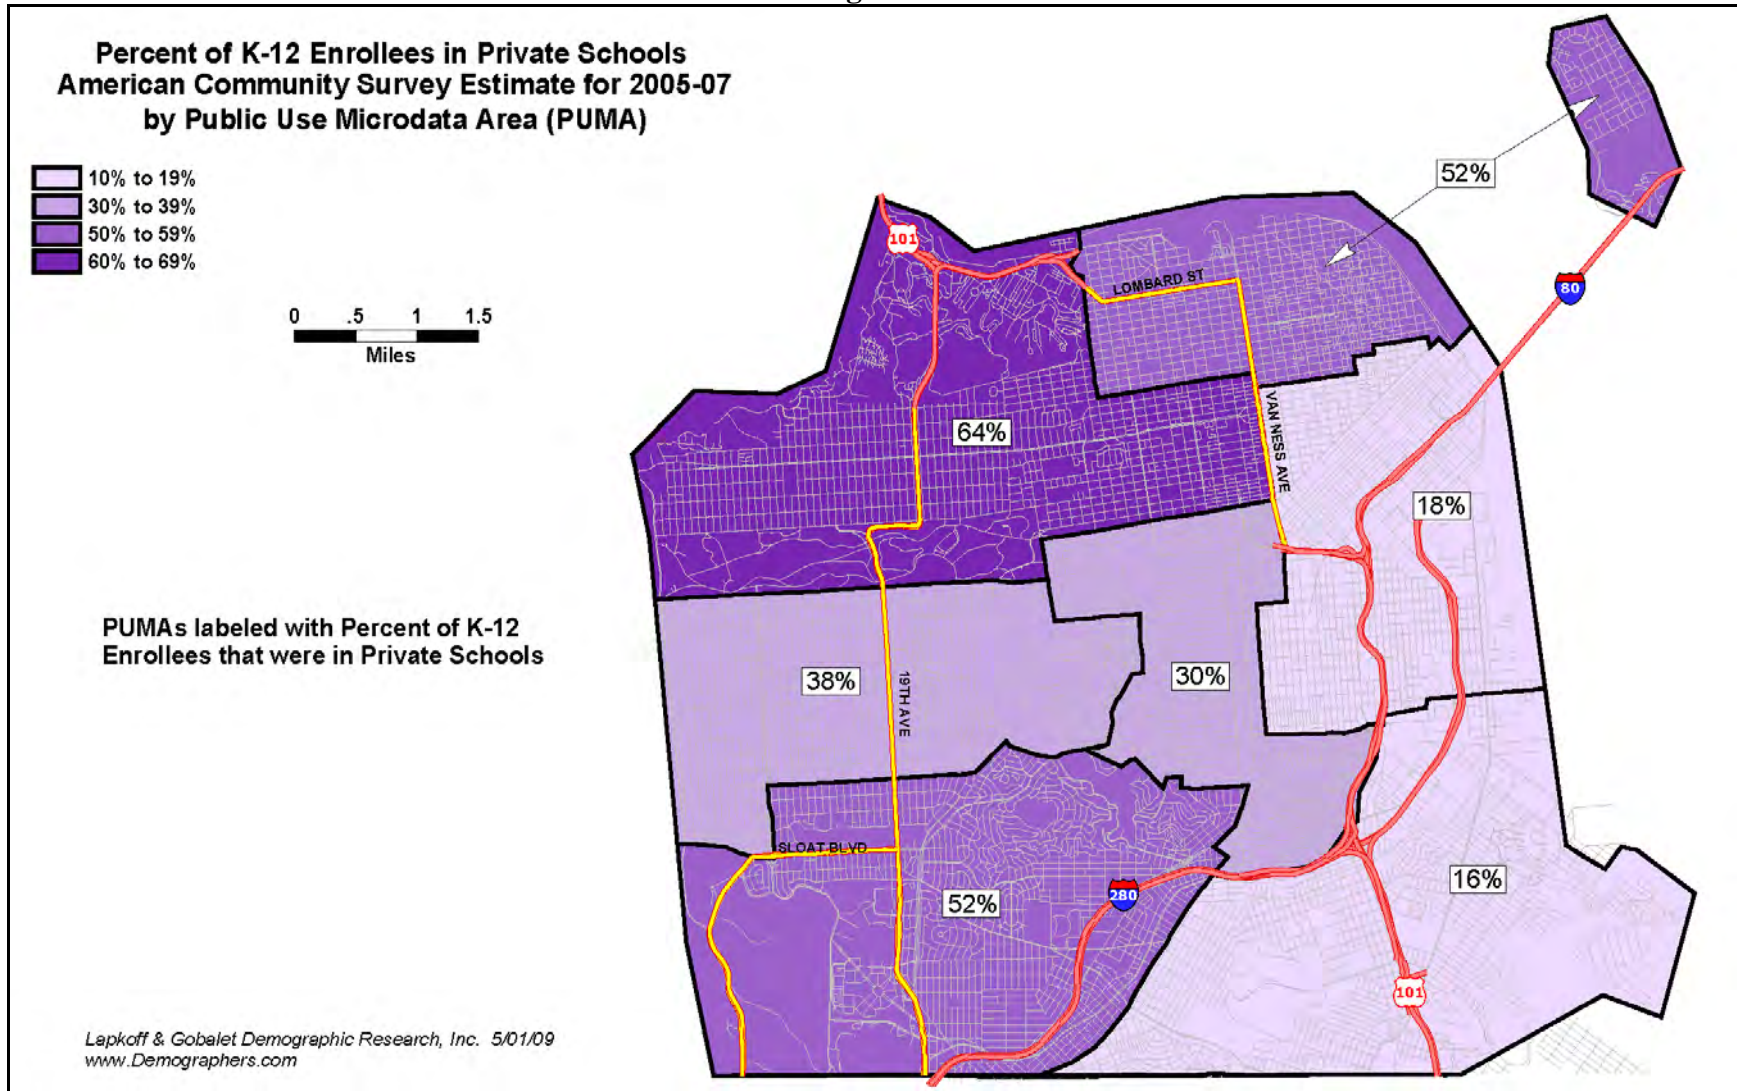 Percent of K-12 Enrollees in Private Schools
American Community Survey Estimate for 2005-07
by Public Use Microdata Area (PUMA)
10% to 19%
30% to 39%
50% to 59%
60% to 69%
0 .5 1 1.5
Miles
52%
101
80
LOMBARD ST
VAN NESS AVE
64%
18%
PUMAs labeled with Percent of K-12
Enrollees that were in Private Schools
38%
19TH AVE
30%
SLOAT BLVD
52%
280
16%
101
Lapkoff & Gobalet Demographic Research, Inc. 5/01/09
www.Demographers.com